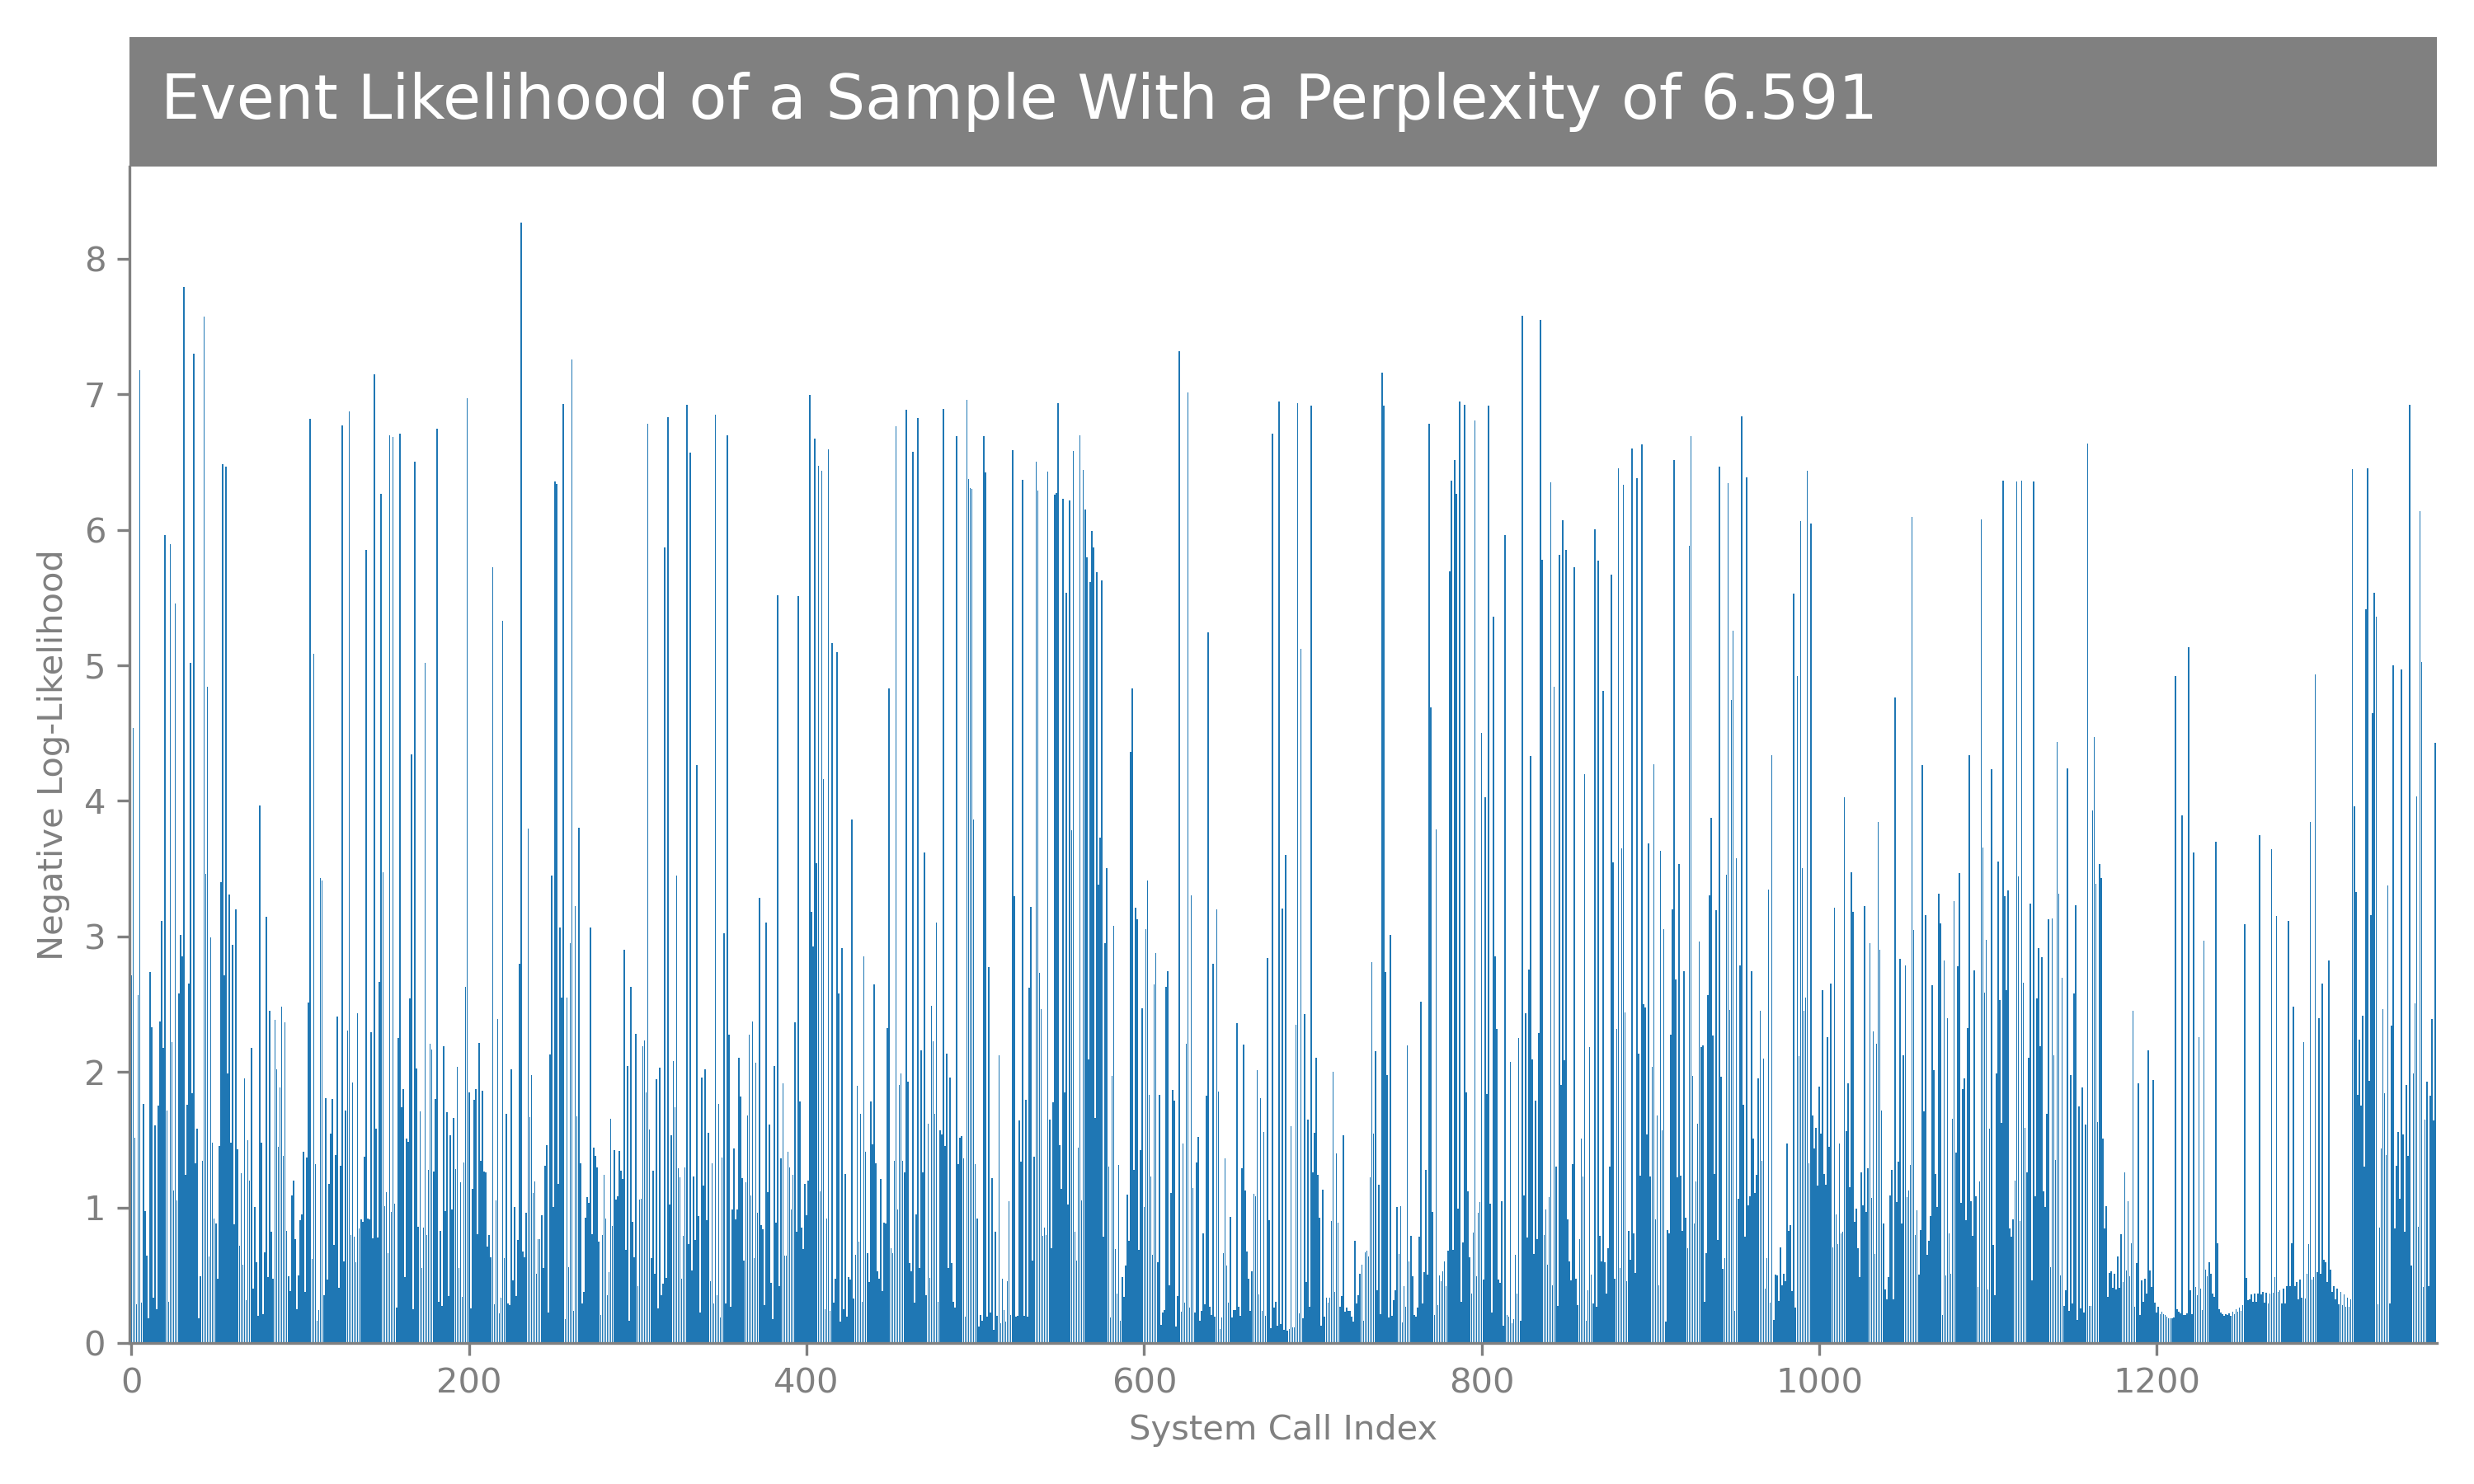 Event Likelihood of a Sample With a Perplexity of 6.591
Negative Log-Likelihood
8
7
6
5
4
3
2
1
0
0 200 400 600 800 1000 1200
System Call Index